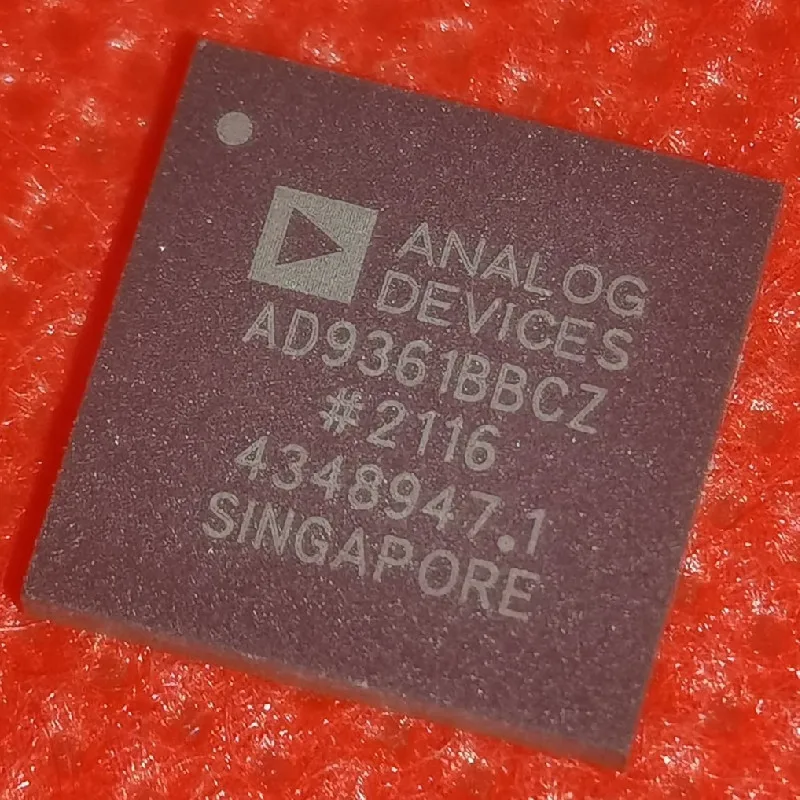 ANALOG
DEVICES
AD9361BBCZ
#2116
4348947.1
SINGAPORE